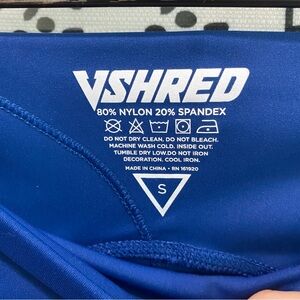 VSHRED
80% NYLON 20% SPANDEX
DO NOT DRY CLEAN. DO NOT BLEACH.
MACHINE WASH COLD. INSIDE OUT.
TUMBLE DRY LOW. DO NOT IRON
DECORATION. COOL IRON.
MADE IN CHINA • RN 161920
S